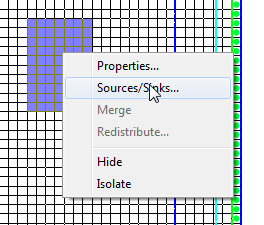 Properties...
Sources/Sinks...
Merge
Redistribute...
Hide
Isolate